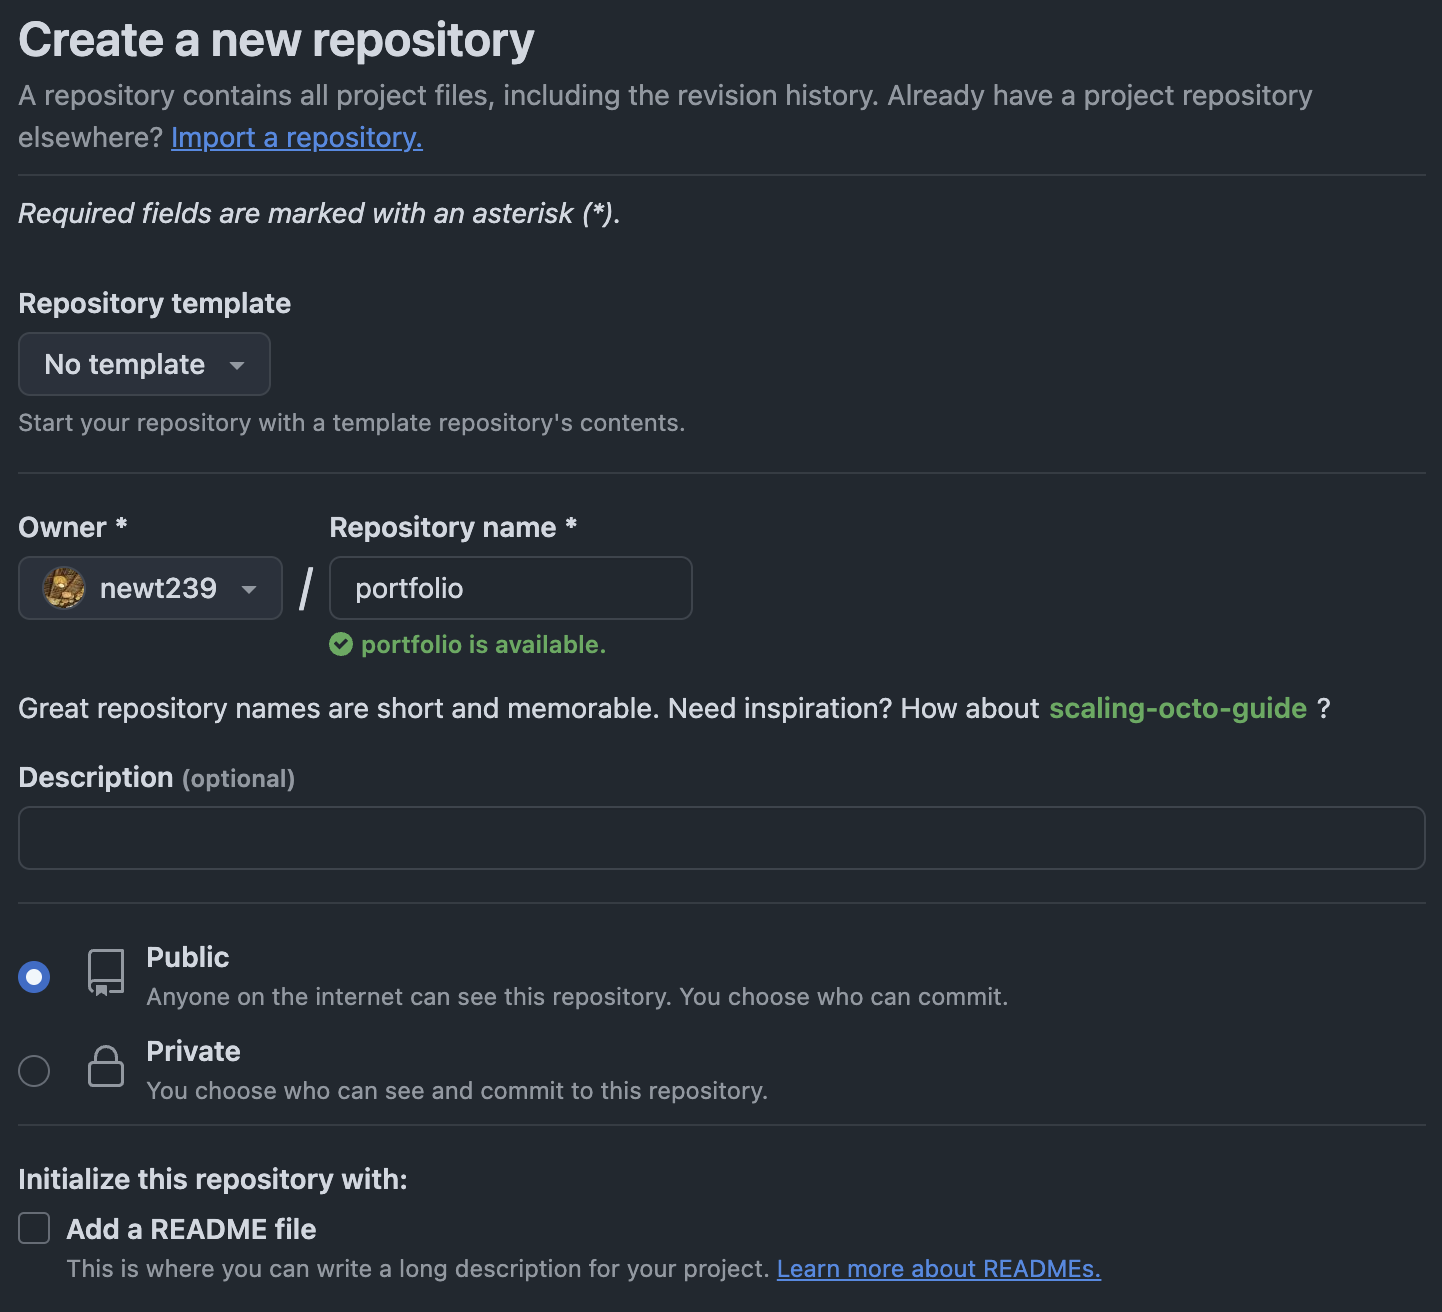 Create a new repository
A repository contains all project files, including the revision history. Already have a project repository
elsewhere? Import a repository.
Required fields are marked with an asterisk (*).
Repository template
No template
Start your repository with a template repository's contents.
Owner *
Repository name *
newt239
/
portfolio
portfolio is available.
Great repository names are short and memorable. Need inspiration? How about scaling-octo-guide ?
Description (optional)
Public
Anyone on the internet can see this repository. You choose who can commit.
Private
You choose who can see and commit to this repository.
Initialize this repository with:
Add a README file
This is where you can write a long description for your project. Learn more about READMEs.